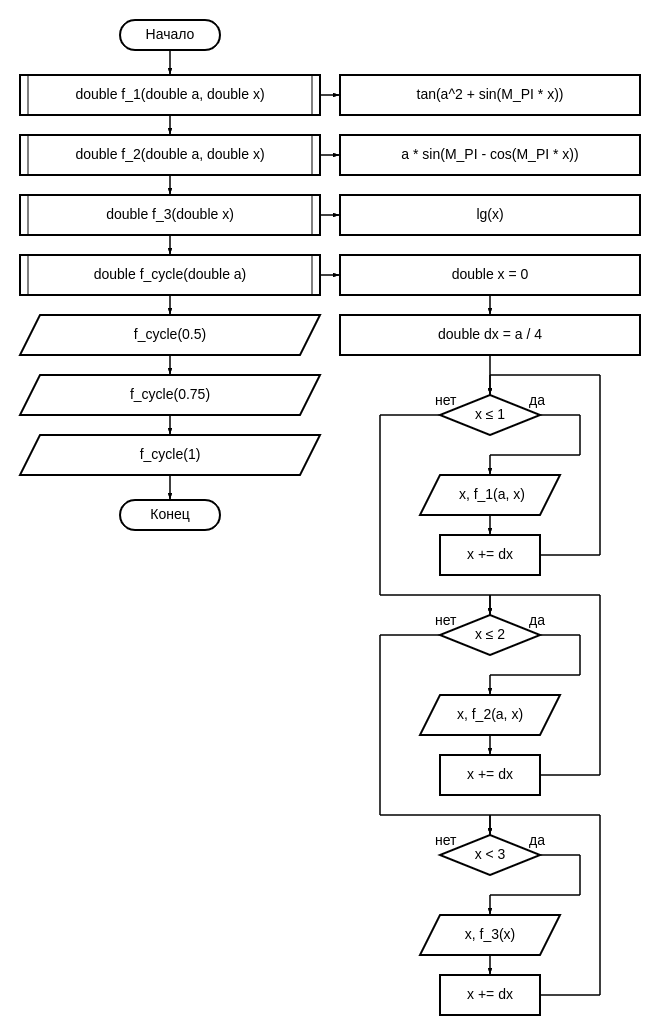 Начало
double f_1(double a, double x)
tan(a^2 + sin(M_PI * x))
double f_2(double a, double x)
a * sin(M_PI - cos(M_PI * x))
double f_3(double x)
lg(x)
double f_cycle(double a)
double x = 0
f_cycle(0.5)
double dx = a / 4
f_cycle(0.75)
нет
да
x ≤ 1
f_cycle(1)
x, f_1(a, x)
Конец
x += dx
нет
да
x ≤ 2
x, f_2(a, x)
x += dx
нет
да
x < 3
x, f_3(x)
x += dx